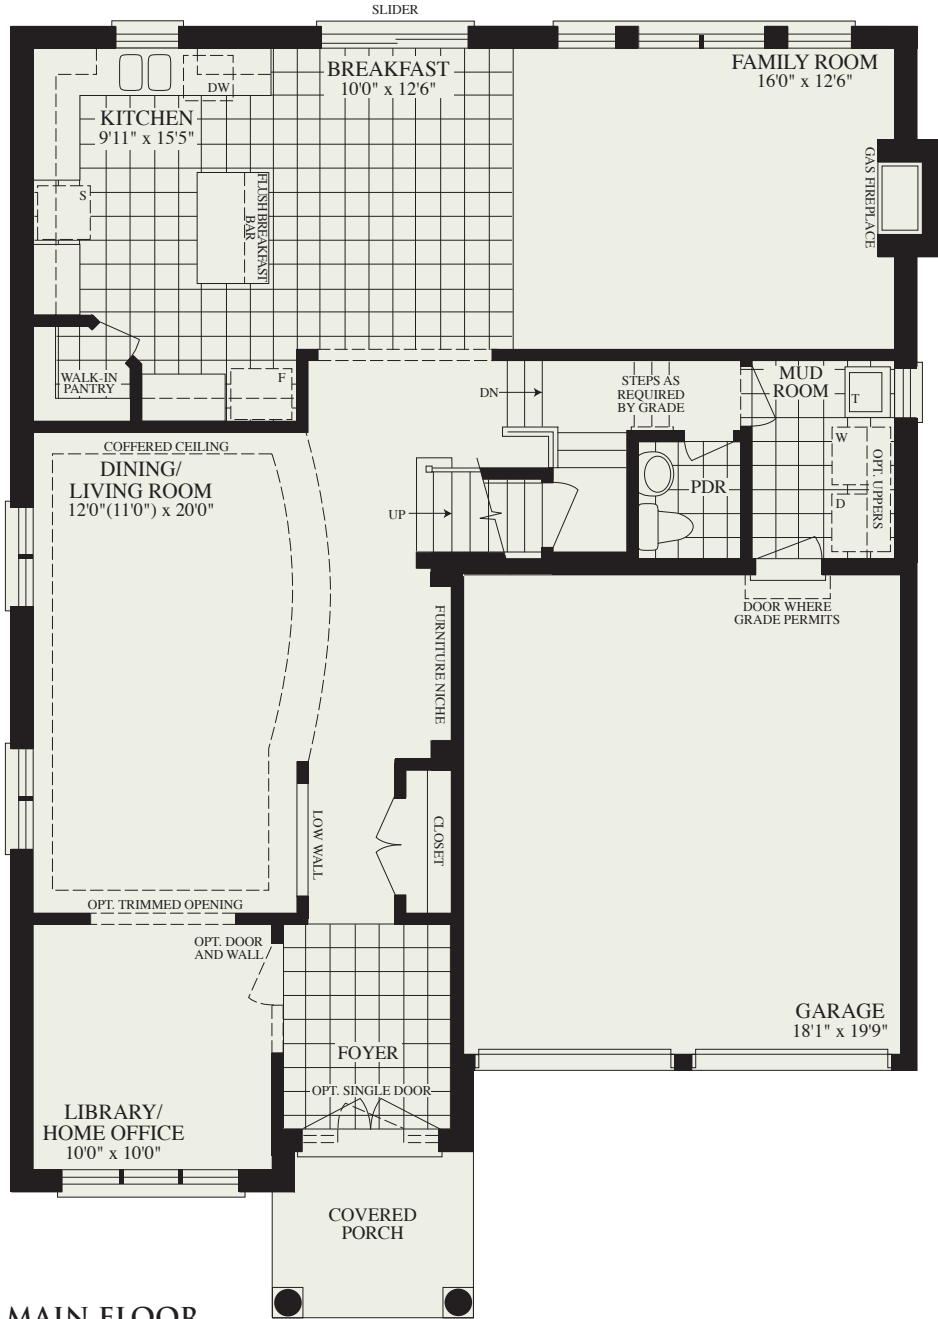 SLIDER
BREAKFAST
10'0" x 12'6"
FAMILY ROOM
16'0" x 12'6"
DW
KITCHEN
9'11" x 15'5"
GAS FIREPLACE
S
FLUSH BREAKFAST
BAR
WALK-IN
PANTRY
F
DN
STEPS AS
REQUIRED
BY GRADE
MUD
ROOM
T
COFFERED CEILING
DINING/
LIVING ROOM
12'0"(11'0") x 20'0"
W
OPT. UPPERS
D
PDR
UP
DOOR WHERE
GRADE PERMITS
FURNITURE NICHE
LOW WALL
CLOSET
OPT. TRIMMED OPENING
OPT. DOOR
AND WALL
GARAGE
18'1" x 19'9"
FOYER
OPT. SINGLE DOOR
LIBRARY/
HOME OFFICE
10'0" x 10'0"
COVERED
PORCH
MAIN FLOOR